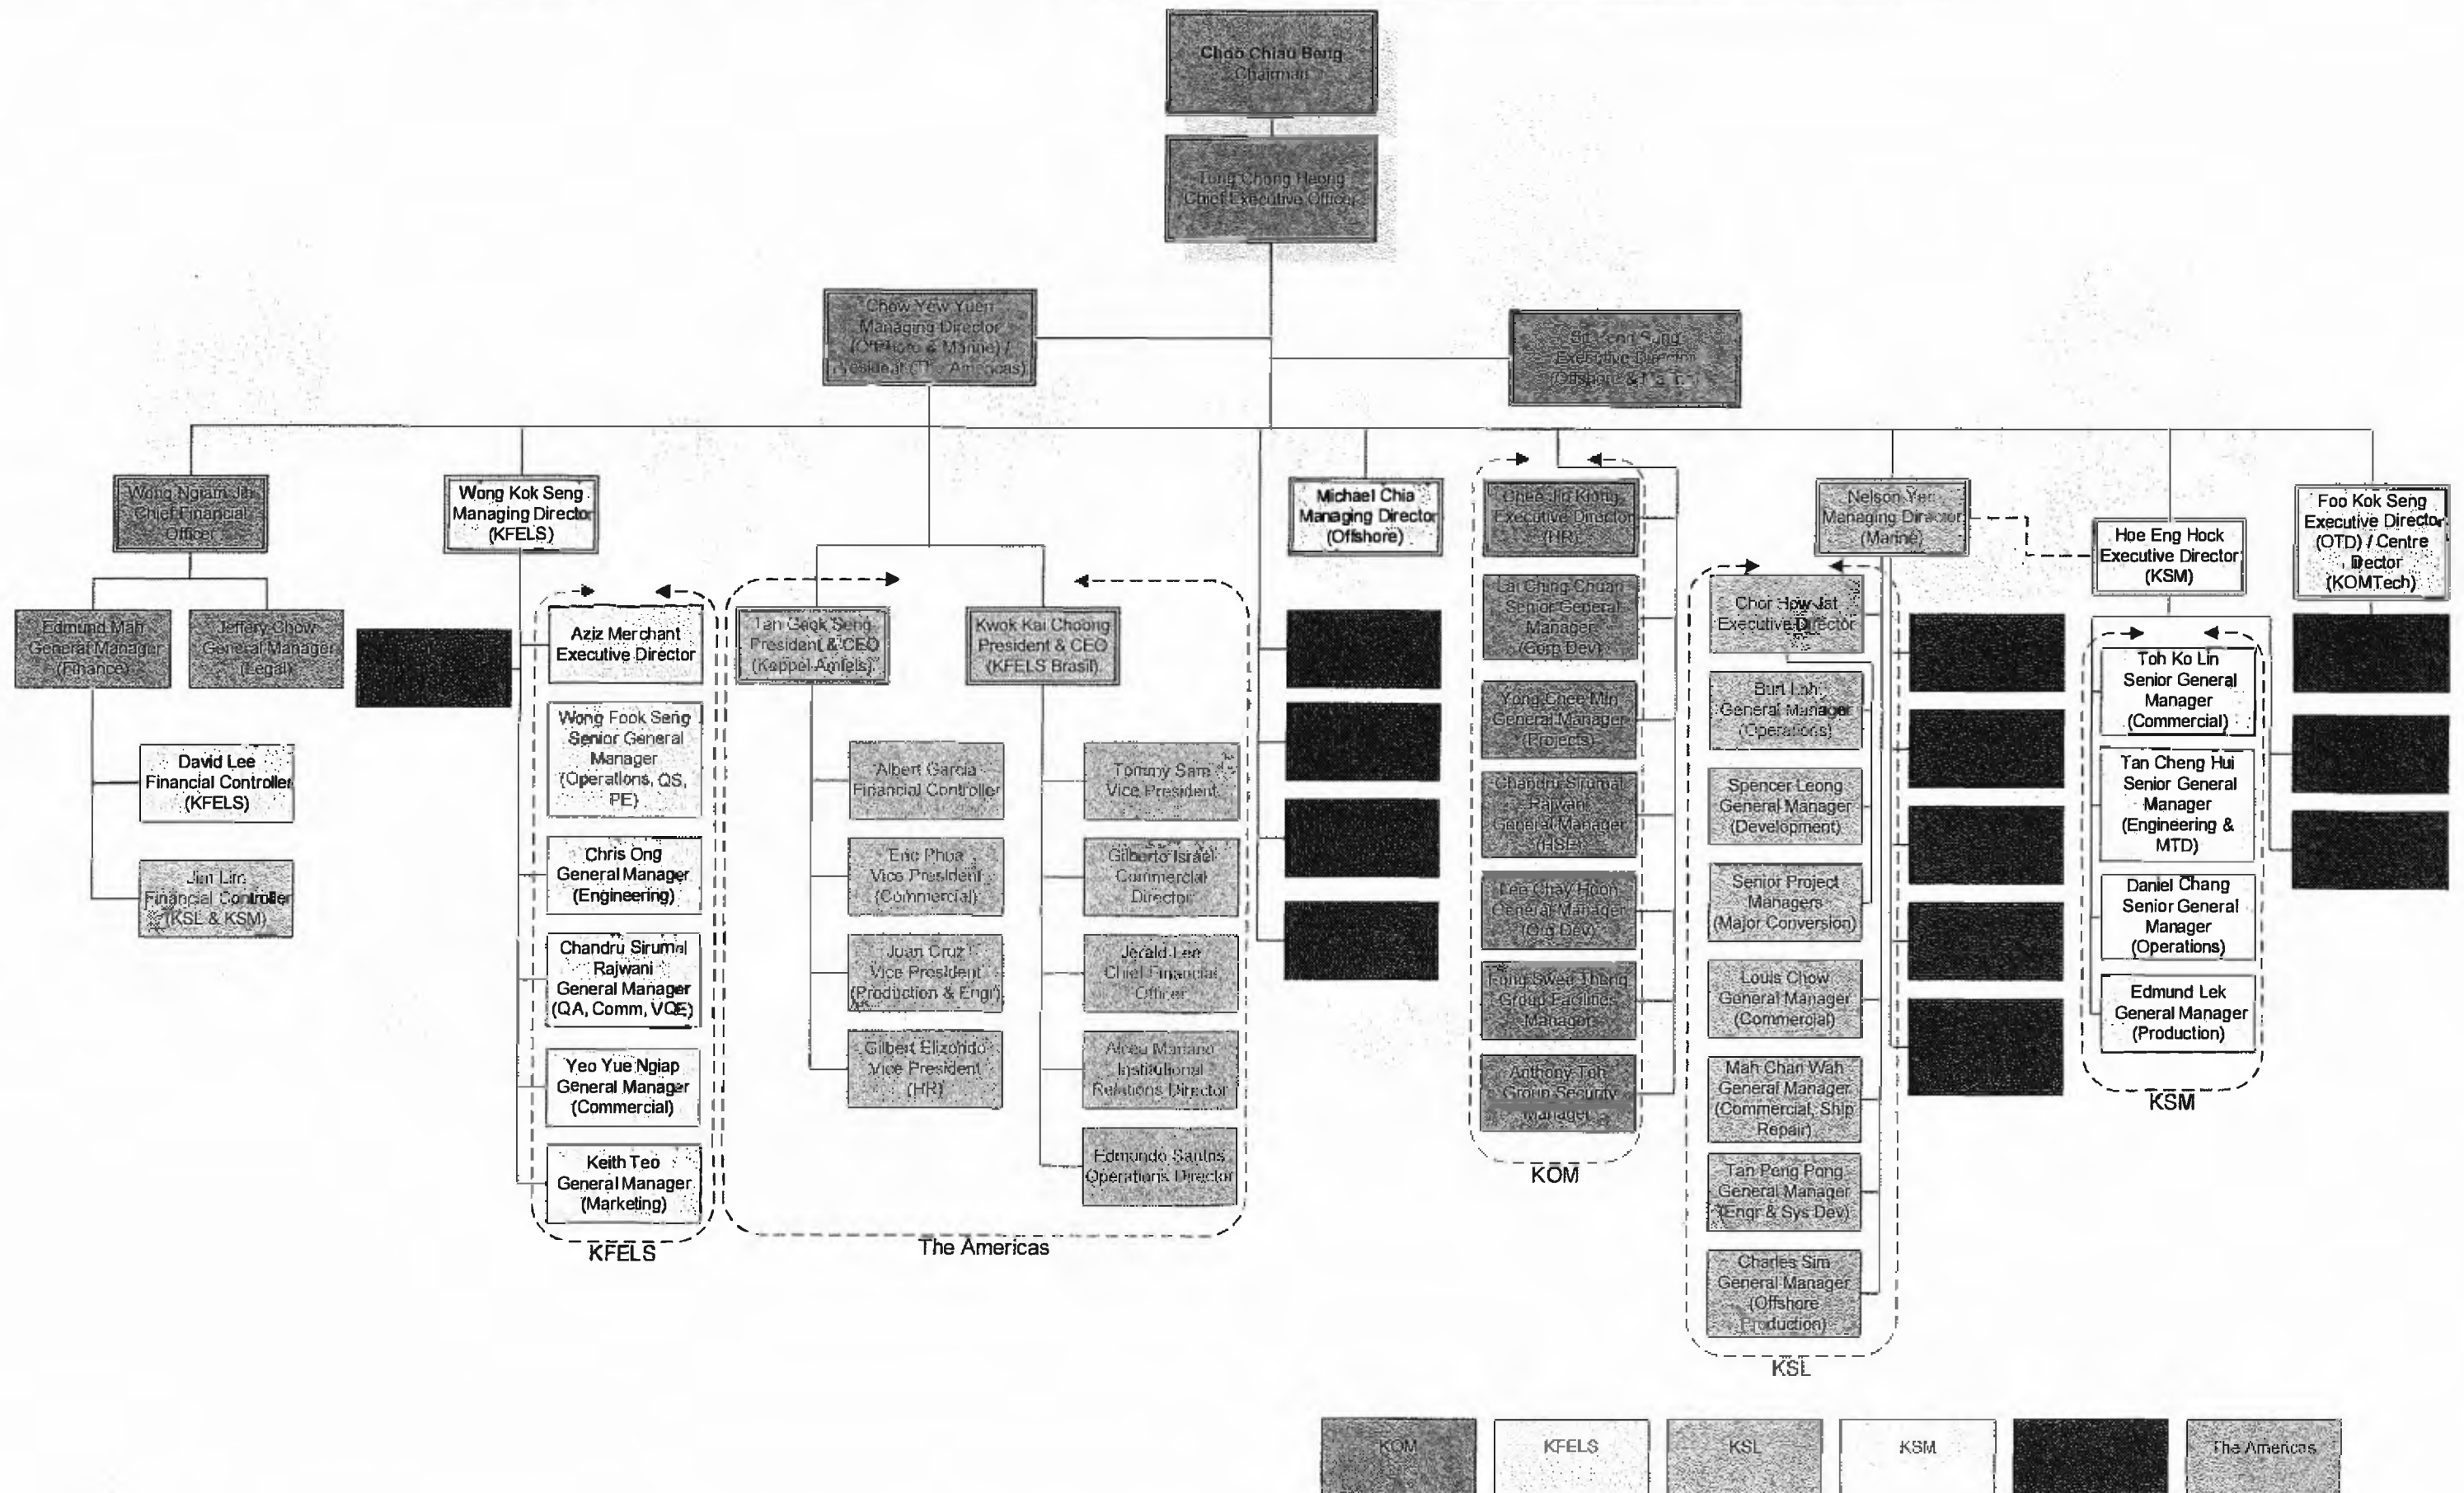 Choo Chiau Beng
Chairman
Tong Chong Heong
Chief Executive Officer
Chow Yew Yuen
Managing Director
(Offshore & Marine) /
President (The Americas)
Executive Director
(Offshore &
Chief Financial
Officer
Wong Kok Seng
Managing Director
(KFELS)
Michael Chia
Managing Director
(Offshore)
Chee Jin Kiong
Executive Director
(HR)
Nelson
Managing Director
(Marine)
Hoe Eng Hock
Executive Director
(KSM)
Foo Kok Seng
Executive Director
(OTD) / Centre
Director
(KOMTech)
Edmund Mah
General Manager
(Finance)
Jeffery Chow
General Manager
(Legal)
David Lee
Financial Controller
(KFELS)
Jim Lim
Financial Controller
(KSL & KSM)
Aziz Merchant
Executive Director
Wong Fook Seng
Senior General
Manager
(Operations, QS,
PE)
Chris Ong
General Manager
(Engineering)
Chandru Sirumal
Rajwani
General Manager
(QA, Comm, VQE)
Yeo Yue Ngiap
General Manager
(Commercial)
Keith Teo
General Manager
(Marketing)
KFELS
Tan Geok Seng
President & CEO
(Keppel Amfels)
Albert Garcia
Financial Controller
Eric Phua
Vice President
(Commercial)
Juan Cruz
Vice President
(Production & Engr)
Gilbert Elizondo
Vice President
(HR)
Kwok Kai Choong
President & CEO
(KFELS Brasil)
Tommy Sam
Vice President
Gilberto Israel
Commercial
Director
Jerald Lee
Chief Financial
Officer
Alceu Mariano
Institutional
Relations Director
Edmundo Santos
Operations Director
The Americas
Lai Ching Chuan
Senior General
Manager
(Corp Dev)
Yong Chee Min
General Manager
(Projects)
Chandru Sirumal
Rajwani
General Manager
(HSE)
Lee Chay Hoon
General Manager
(Org Dev)
Fong Swee Thong
Group Facilities
Manager
Anthony Toh
Group Security
Manager
KOM
Chor How Jat
Executive Director
Burt
General Manager
(Operations)
Spencer Leong
General Manager
(Development)
Senior Project
Managers
(Major Conversion)
Louis Chow
General Manager
(Commercial)
Mah Chan Wah
General Manager
(Commercial, Ship
Repair)
Tan Peng Pong
General Manager
(Engr & Sys Dev)
Charles Sim
General Manager
(Offshore
Production)
KSL
Toh Ko Lin
Senior General
Manager
(Commercial)
Tan Cheng Hui
Senior General
Manager
(Engineering &
MTD)
Daniel Chang
Senior General
Manager
(Operations)
Edmund Lek
General Manager
(Production)
KSM
KOM
KFELS
KSL
KSM
The Americas